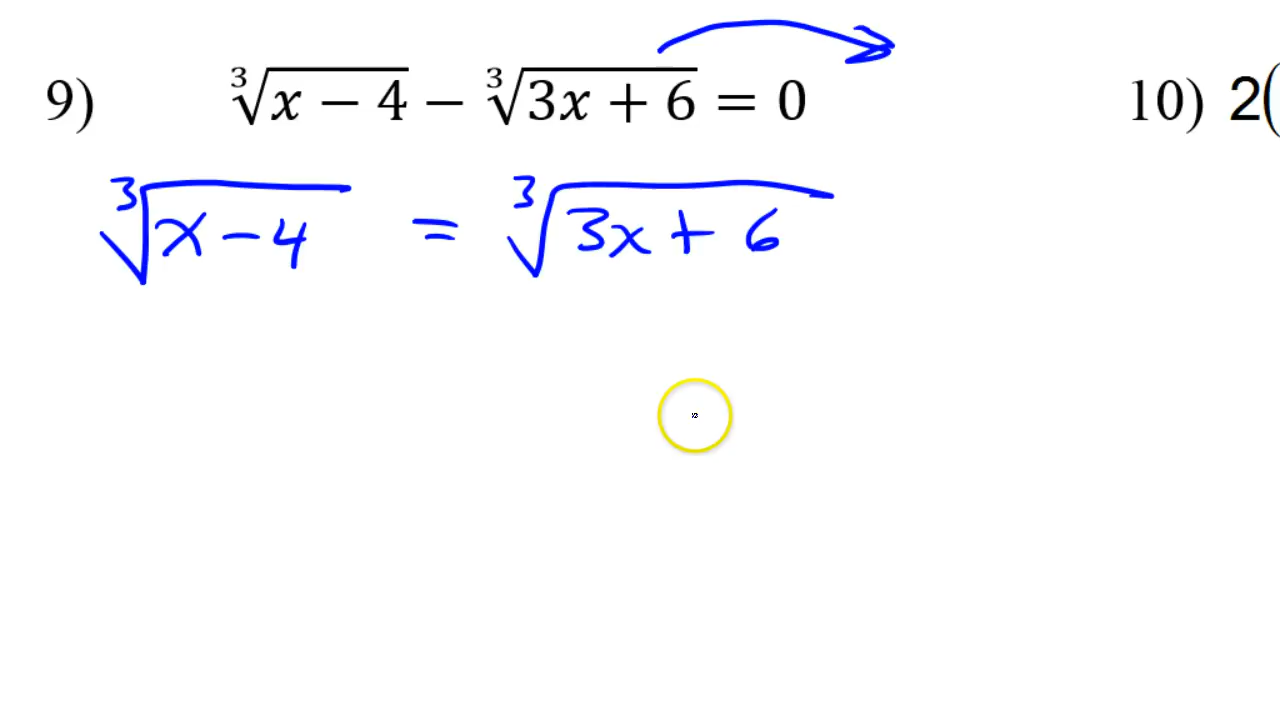 9) ∛(x − 4) − ∛(3x + 6) = 0 10) 2(
∛(x − 4) = ∛(3x + 6)